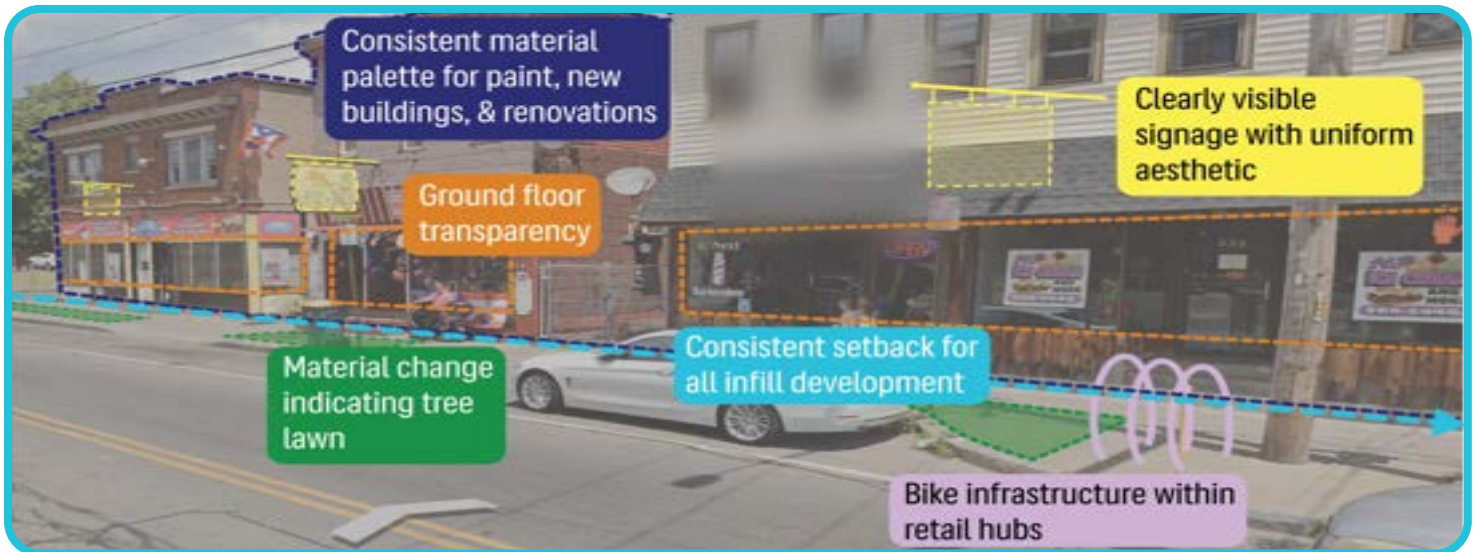 Consistent material
palette for paint, new
buildings, & renovations
Clearly visible
signage with uniform
aesthetic
Ground floor
transparency
Consistent setback for
all infill development
Material change
indicating tree
lawn
Bike infrastructure within
retail hubs